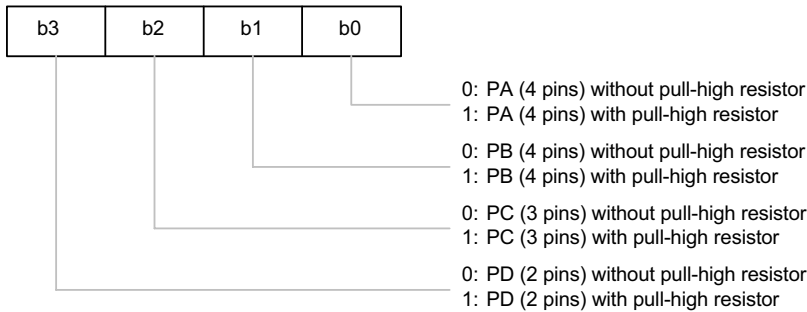 b3 b2 b1 b0
0: PA (4 pins) without pull-high resistor
1: PA (4 pins) with pull-high resistor
0: PB (4 pins) without pull-high resistor
1: PB (4 pins) with pull-high resistor
0: PC (3 pins) without pull-high resistor
1: PC (3 pins) with pull-high resistor
0: PD (2 pins) without pull-high resistor
1: PD (2 pins) with pull-high resistor